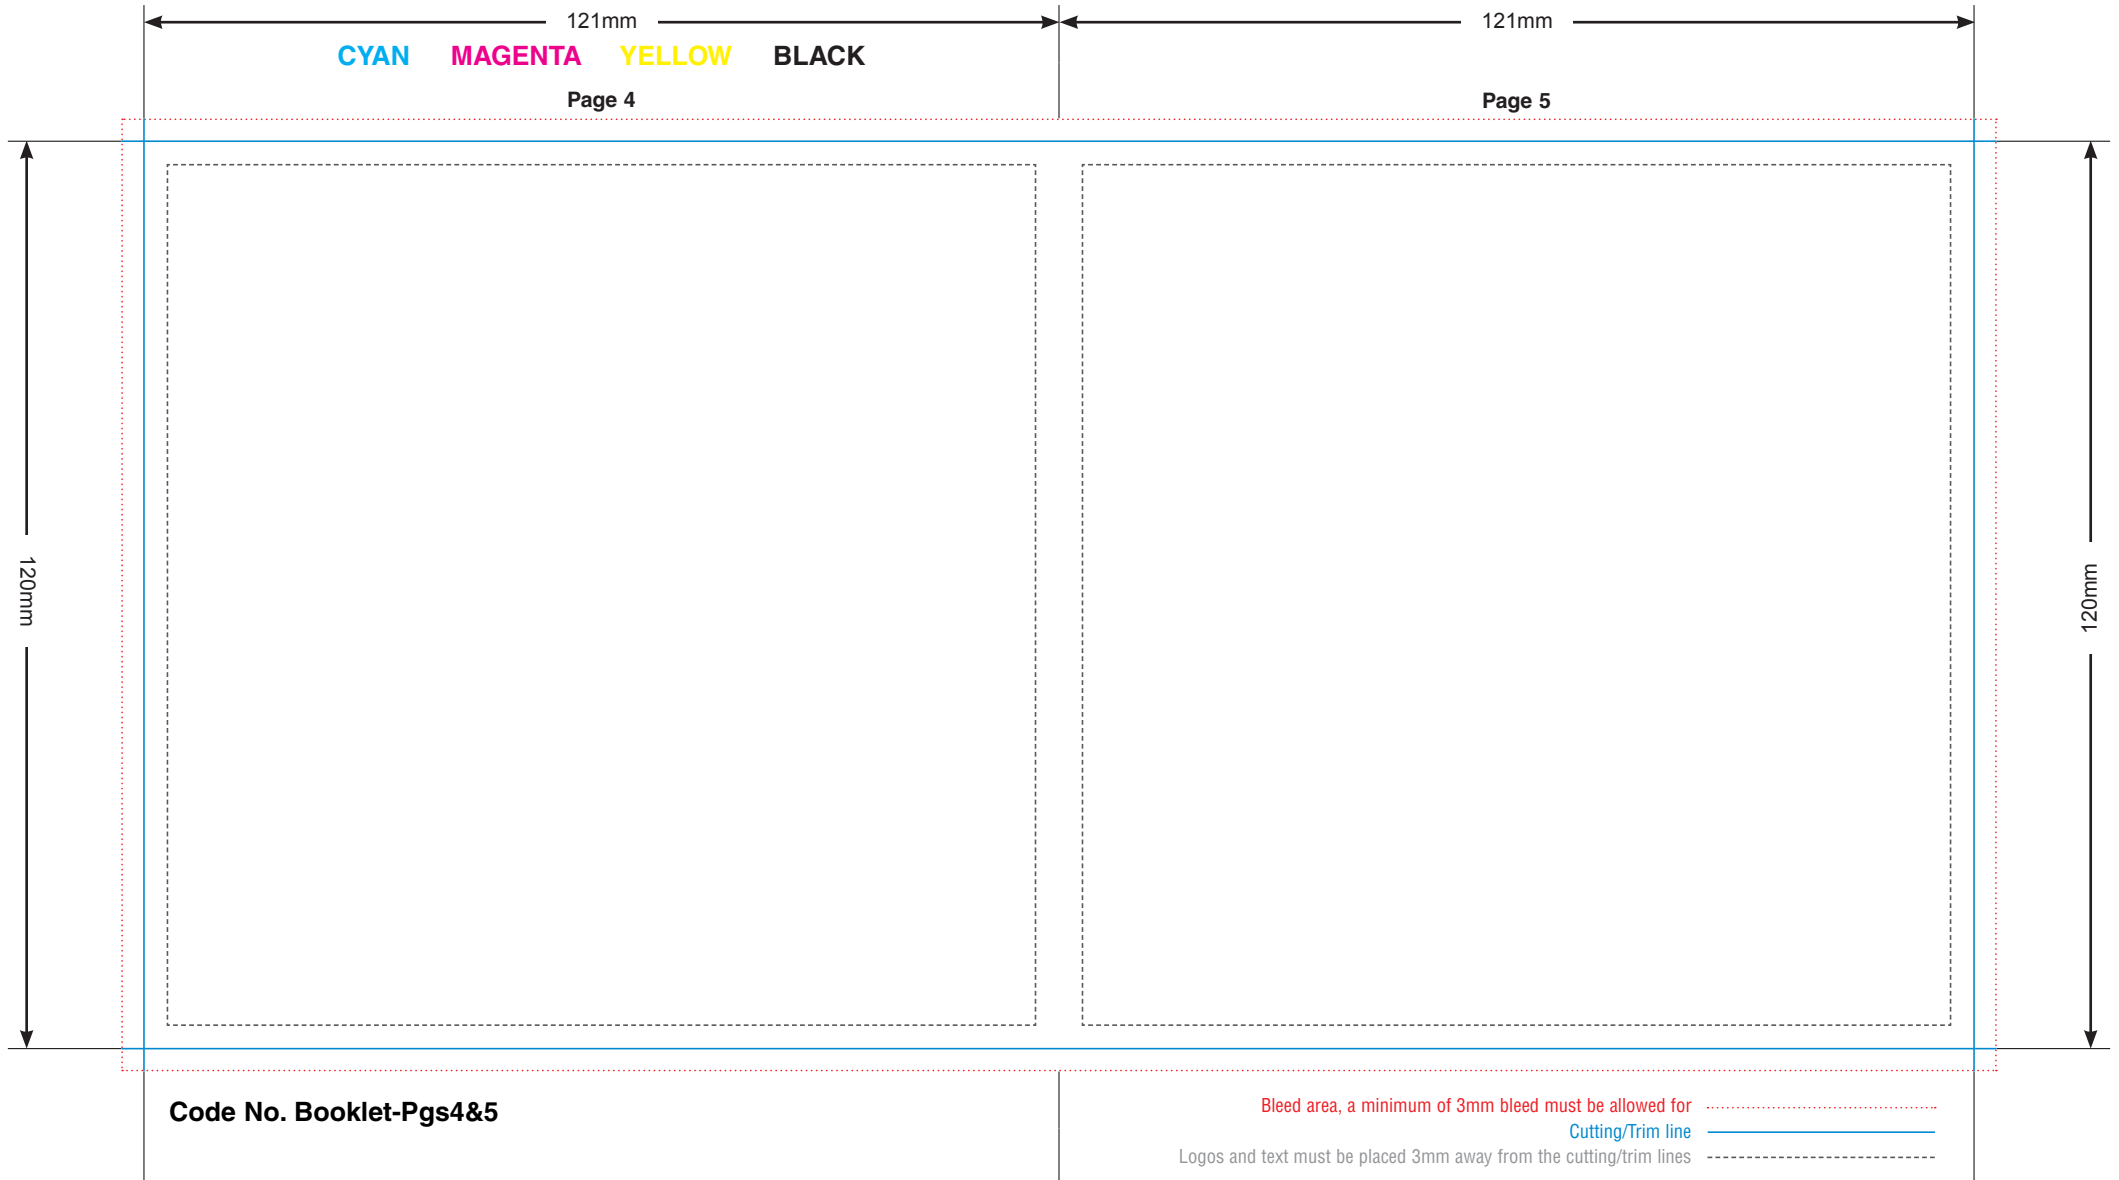 121mm 121mm
CYAN MAGENTA YELLOW BLACK
Page 4 Page 5
120mm
120mm
Code No. Booklet-Pgs4&5
Bleed area, a minimum of 3mm bleed must be allowed for
Cutting/Trim line
Logos and text must be placed 3mm away from the cutting/trim lines